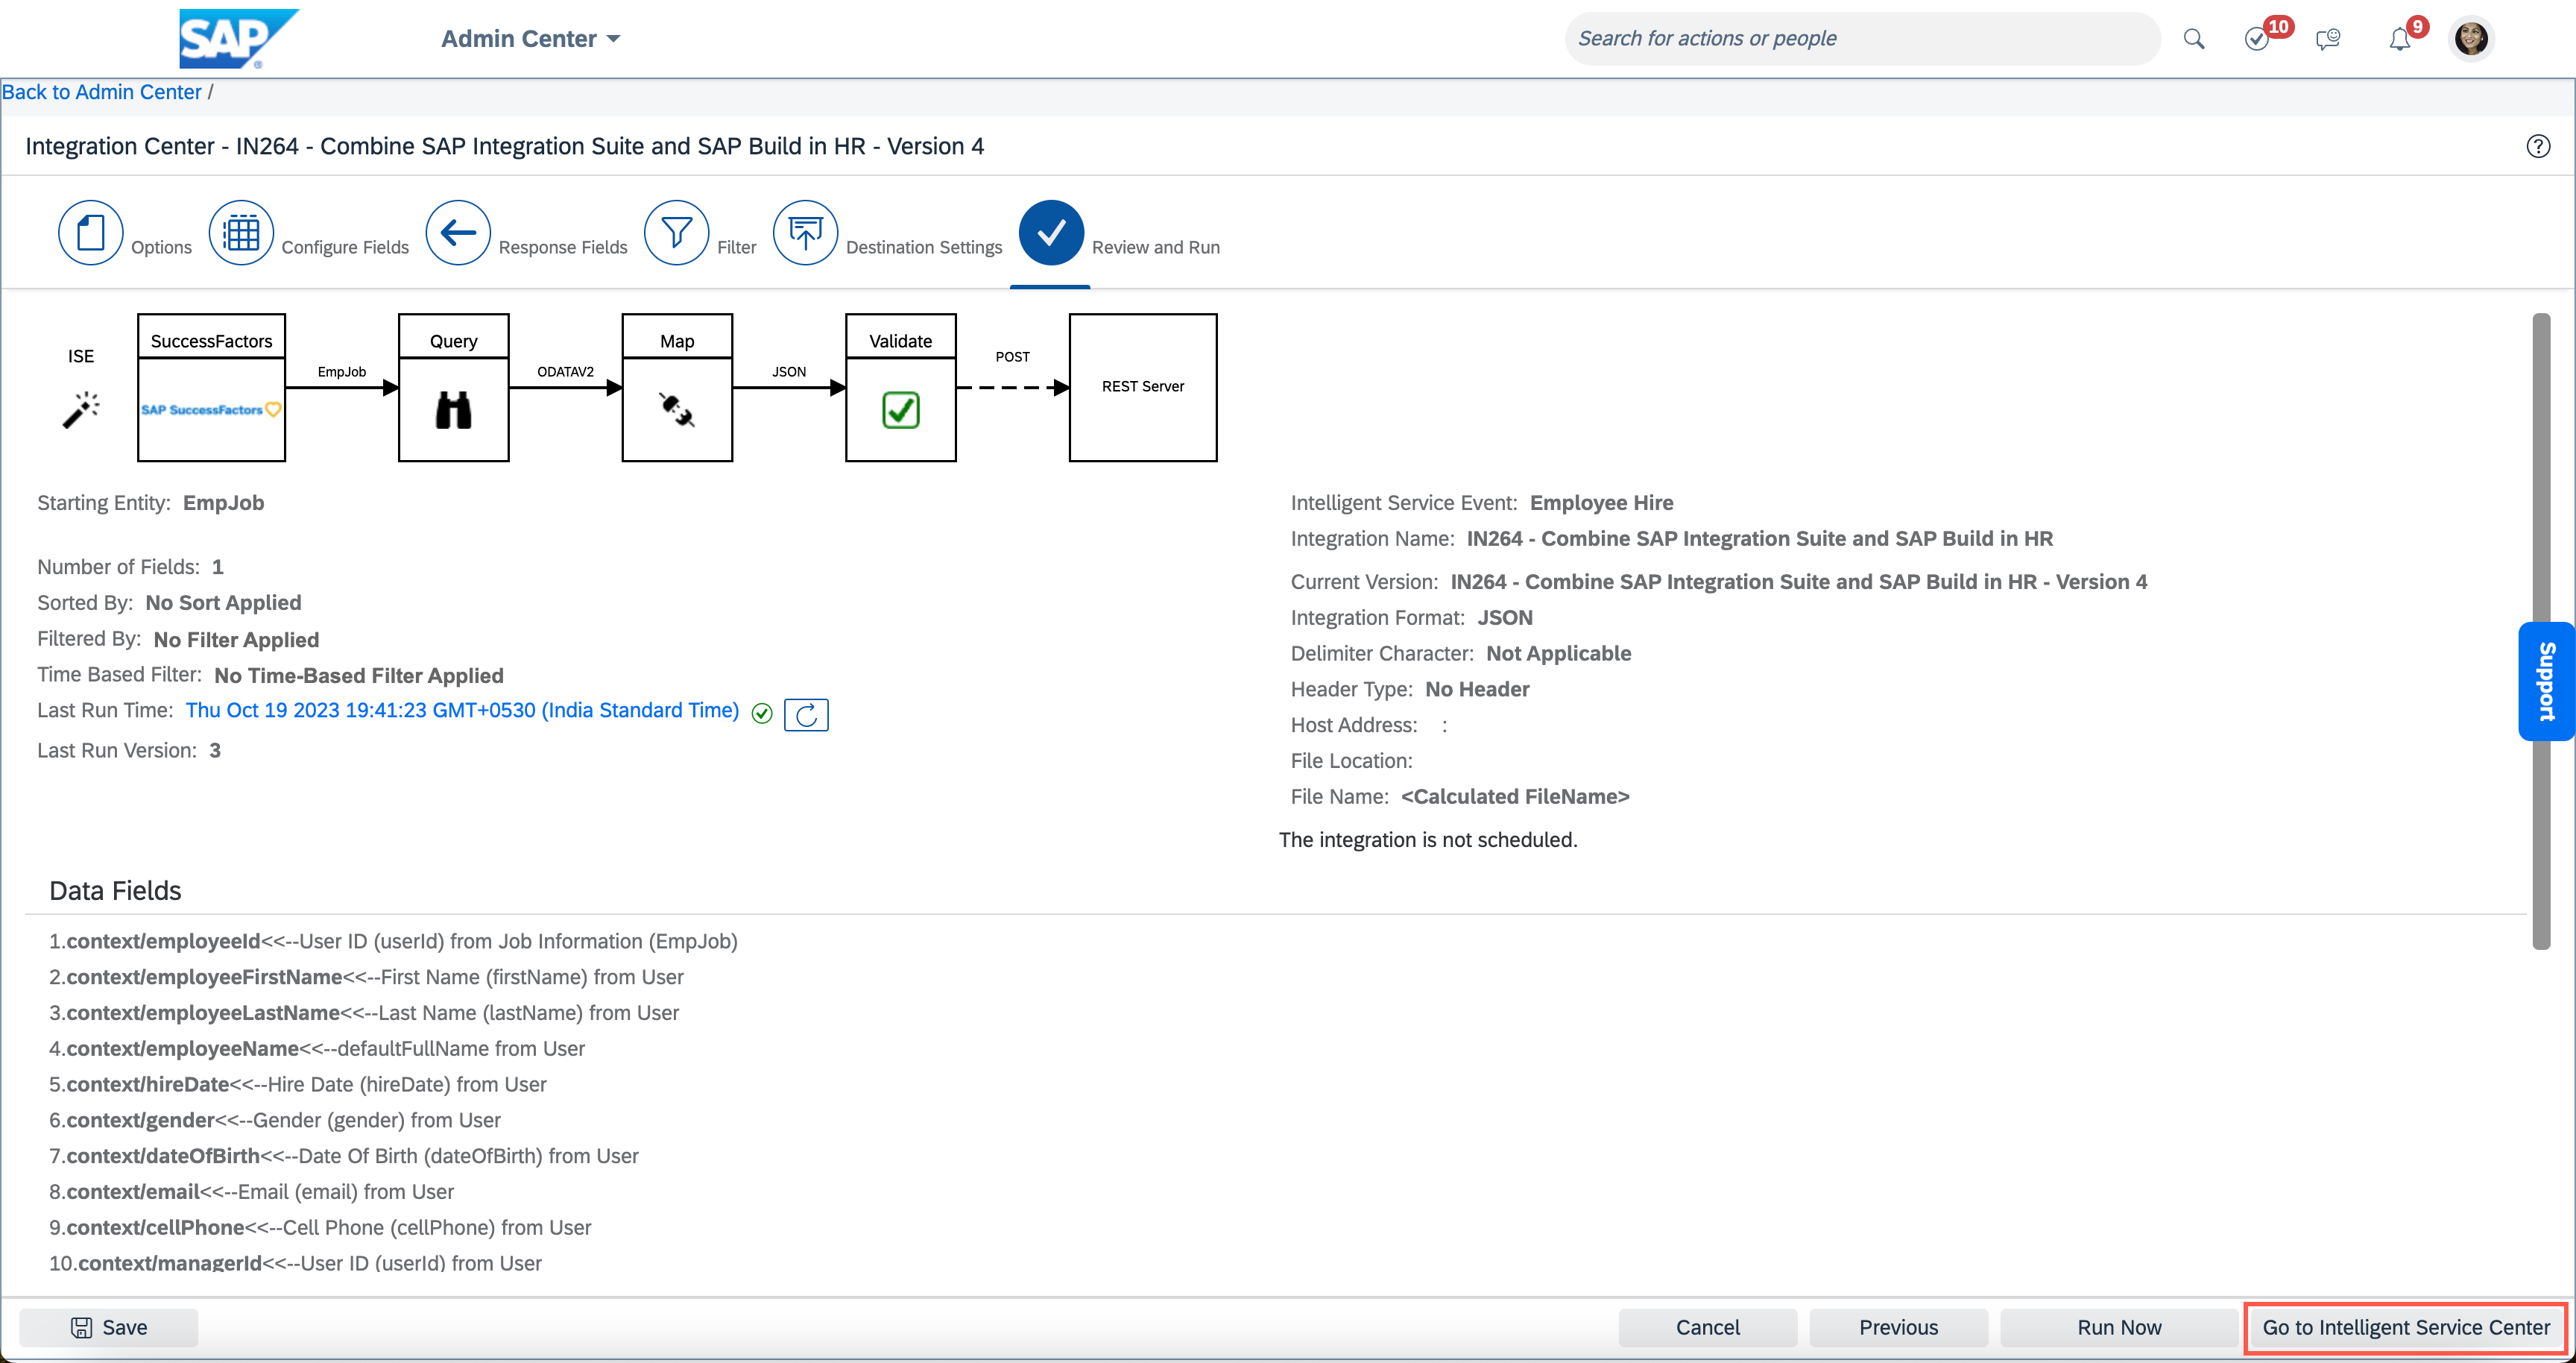 SAP
®
Admin Center
Search for actions or people
10
9
Back to Admin Center /
Integration Center - IN264 - Combine SAP Integration Suite and SAP Build in HR - Version 4
?
Options
Configure Fields
Response Fields
Filter
Destination Settings
Review and Run
ISE
SuccessFactors
SAP SuccessFactors
EmpJob
Query
ODATAV2
Map
JSON
Validate
POST
REST Server
Starting Entity: EmpJob
Number of Fields: 1
Sorted By: No Sort Applied
Filtered By: No Filter Applied
Time Based Filter: No Time-Based Filter Applied
Last Run Time: Thu Oct 19 2023 19:41:23 GMT+0530 (India Standard Time)
Last Run Version: 3
Intelligent Service Event: Employee Hire
Integration Name: IN264 - Combine SAP Integration Suite and SAP Build in HR
Current Version: IN264 - Combine SAP Integration Suite and SAP Build in HR - Version 4
Integration Format: JSON
Delimiter Character: Not Applicable
Header Type: No Header
Host Address: :
File Location:
File Name: <Calculated FileName>
The integration is not scheduled.
Support
Data Fields
1.context/employeeId<<--User ID (userId) from Job Information (EmpJob)
2.context/employeeFirstName<<--First Name (firstName) from User
3.context/employeeLastName<<--Last Name (lastName) from User
4.context/employeeName<<--defaultFullName from User
5.context/hireDate<<--Hire Date (hireDate) from User
6.context/gender<<--Gender (gender) from User
7.context/dateOfBirth<<--Date Of Birth (dateOfBirth) from User
8.context/email<<--Email (email) from User
9.context/cellPhone<<--Cell Phone (cellPhone) from User
10.context/managerId<<--User ID (userId) from User
Save
Cancel
Previous
Run Now
Go to Intelligent Service Center